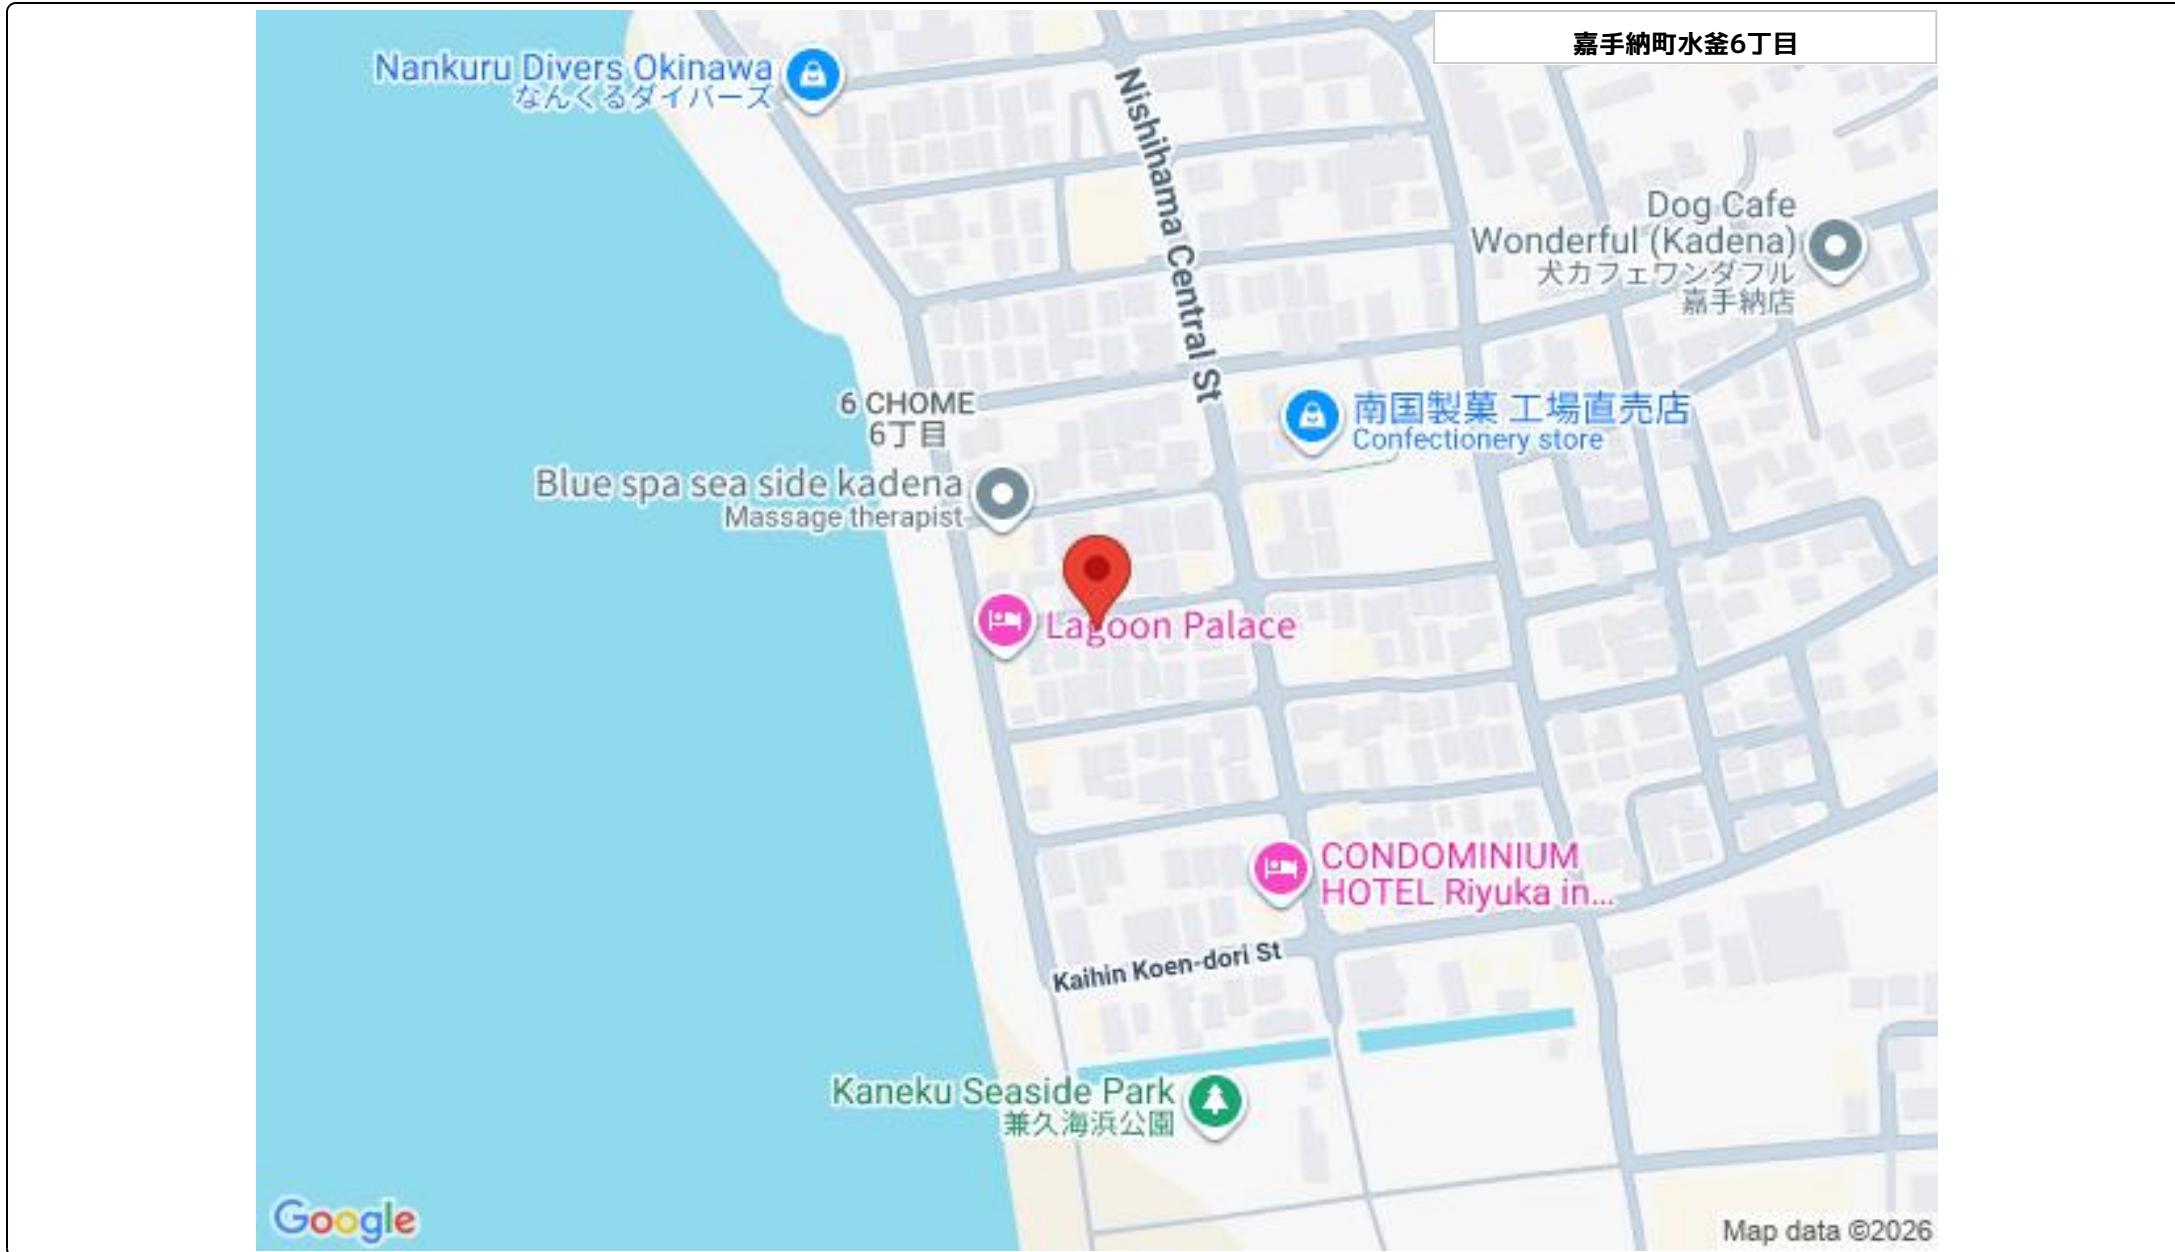 嘉手納町水釜6丁目
Nankuru Divers Okinawa
なんくるダイバーズ
Nishihama Central St
Dog Cafe
Wonderful (Kadena)
犬カフェワンダフル
嘉手納店
6 CHOME
6丁目
南国製菓 工場直売店
Confectionery store
Blue spa sea side kadena
Massage therapist
Lagoon Palace
CONDOMINIUM
HOTEL Riyuka in...
Kaihin Koen-dori St
Kaneku Seaside Park
兼久海浜公園
Google
Map data ©2026